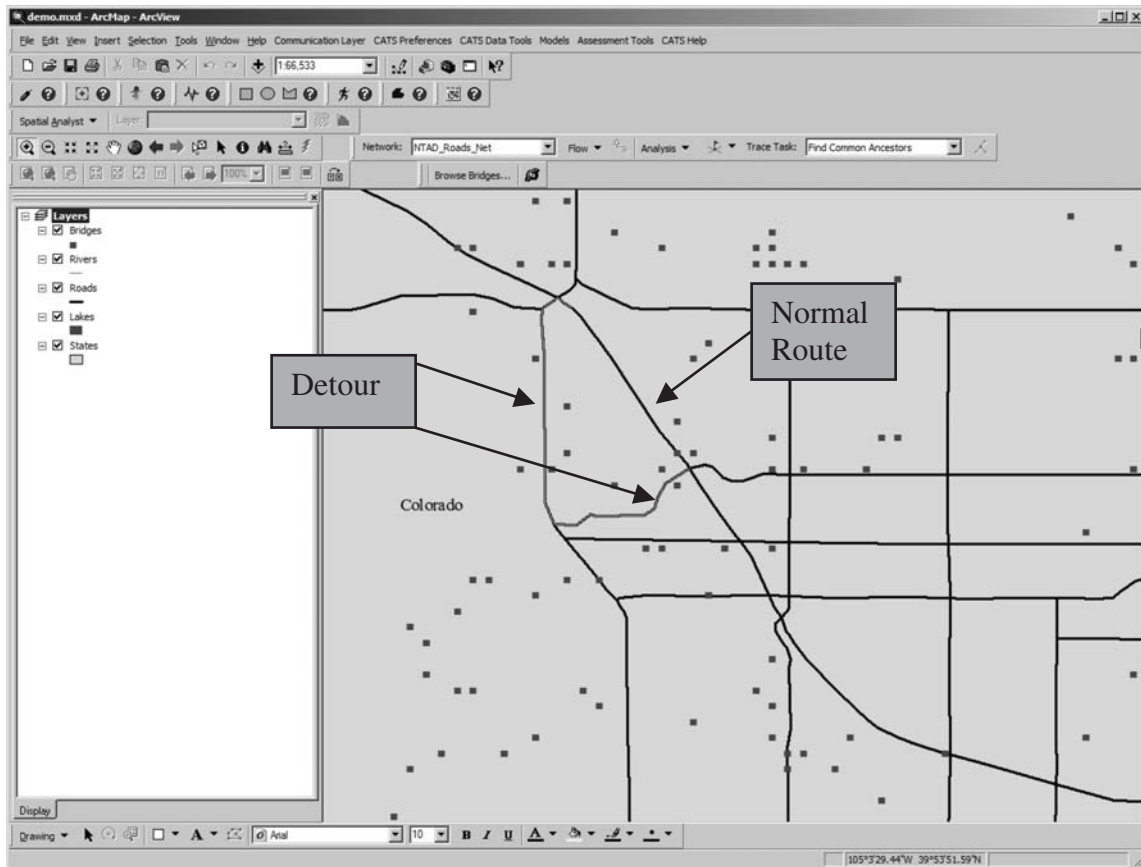 demo.mxd - ArcMap - ArcView
File Edit View Insert Selection Tools Window Help Communication Layer CATS Preferences CATS Data Tools Models Assessment Tools CATS Help
1:66,533
Spatial Analyst Layer:
Network: NTAD_Roads_Net Flow Analysis Trace Task: Find Common Ancestors
100% Browse Bridges...
Layers
Bridges
Rivers
Roads
Lakes
States
Normal
Route
Detour
Colorado
Display
Drawing A Arial 10 B I U A
105°3'29.44"W 39°53'51.59"N